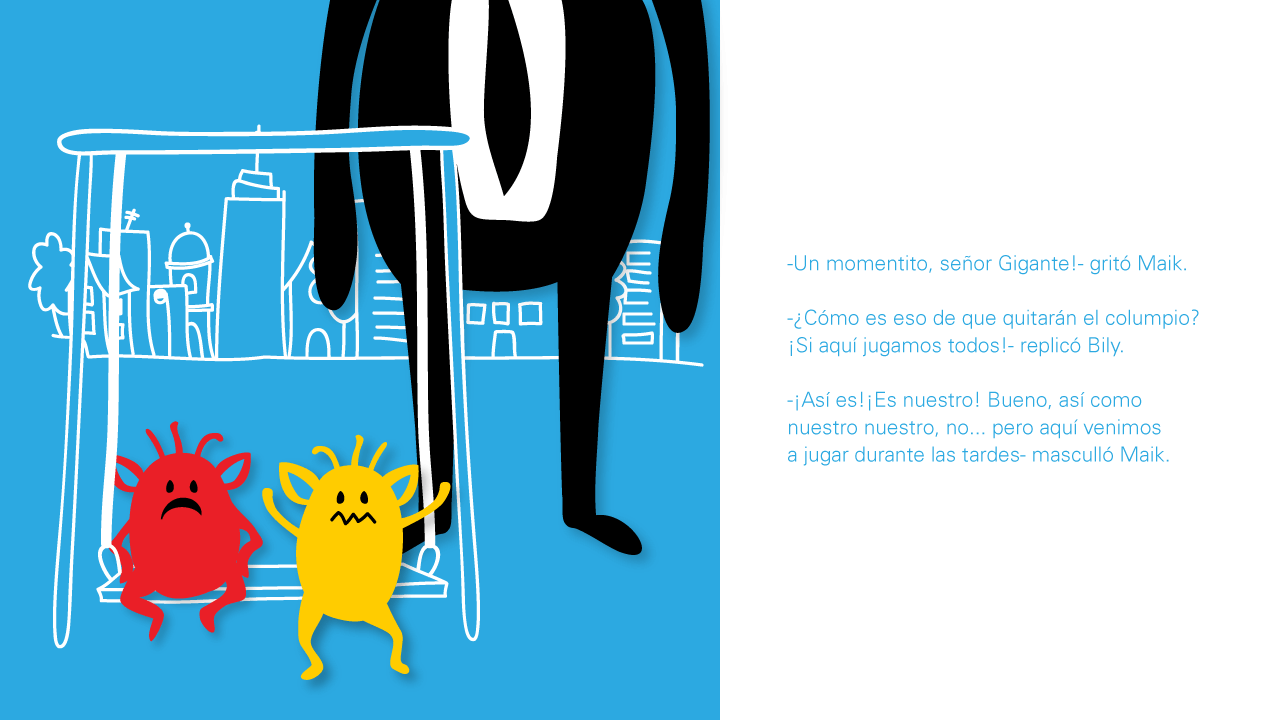 -Un momentito, señor Gigante!- gritó Maik.
-¿Cómo es eso de que quitarán el columpio?
¡Si aquí jugamos todos!- replicó Bily.
-¡Así es!¡Es nuestro! Bueno, así como
nuestro nuestro, no... pero aquí venimos
a jugar durante las tardes- masculló Maik.